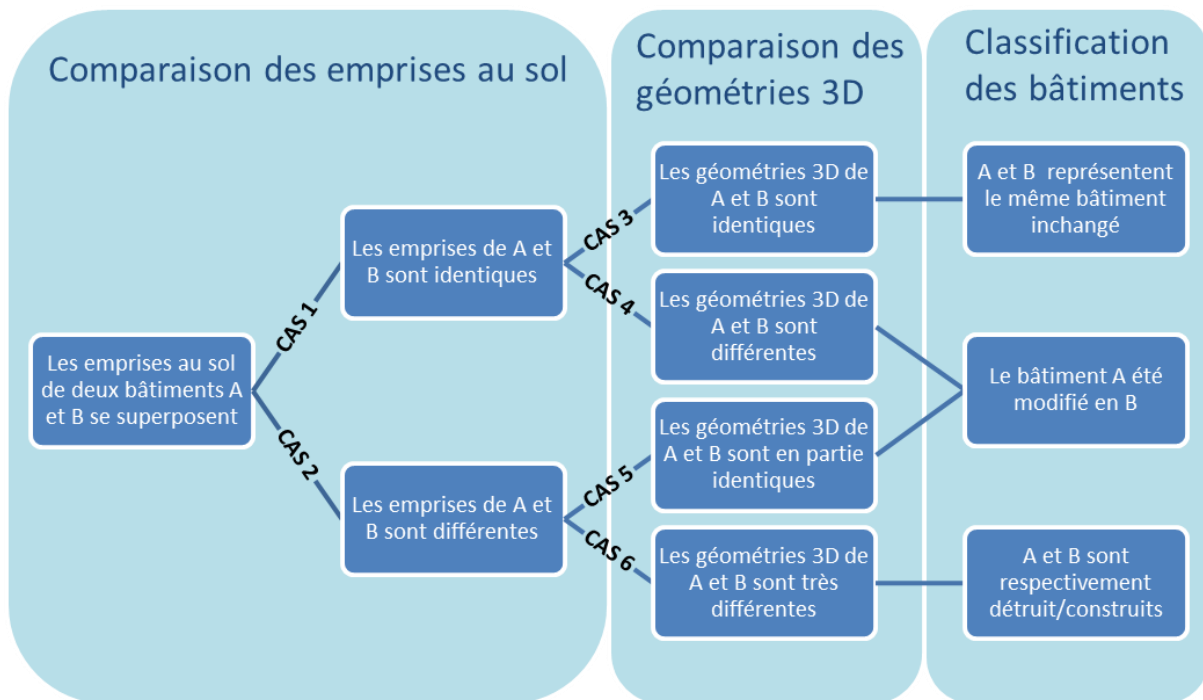 Comparaison des emprises au sol
Les emprises au sol
de deux bâtiments A
et B se superposent
CAS 1
CAS 2
Les emprises de A et
B sont identiques
Les emprises de A et
B sont différentes
CAS 3
CAS 4
CAS 5
CAS 6
Comparaison des
géométries 3D
Les géométries 3D de
A et B sont
identiques
Les géométries 3D de
A et B sont
différentes
Les géométries 3D de
A et B sont en partie
identiques
Les géométries 3D de
A et B sont très
différentes
Classification
des bâtiments
A et B représentent
le même bâtiment
inchangé
Le bâtiment A été
modifié en B
A et B sont
respectivement
détruit/construits